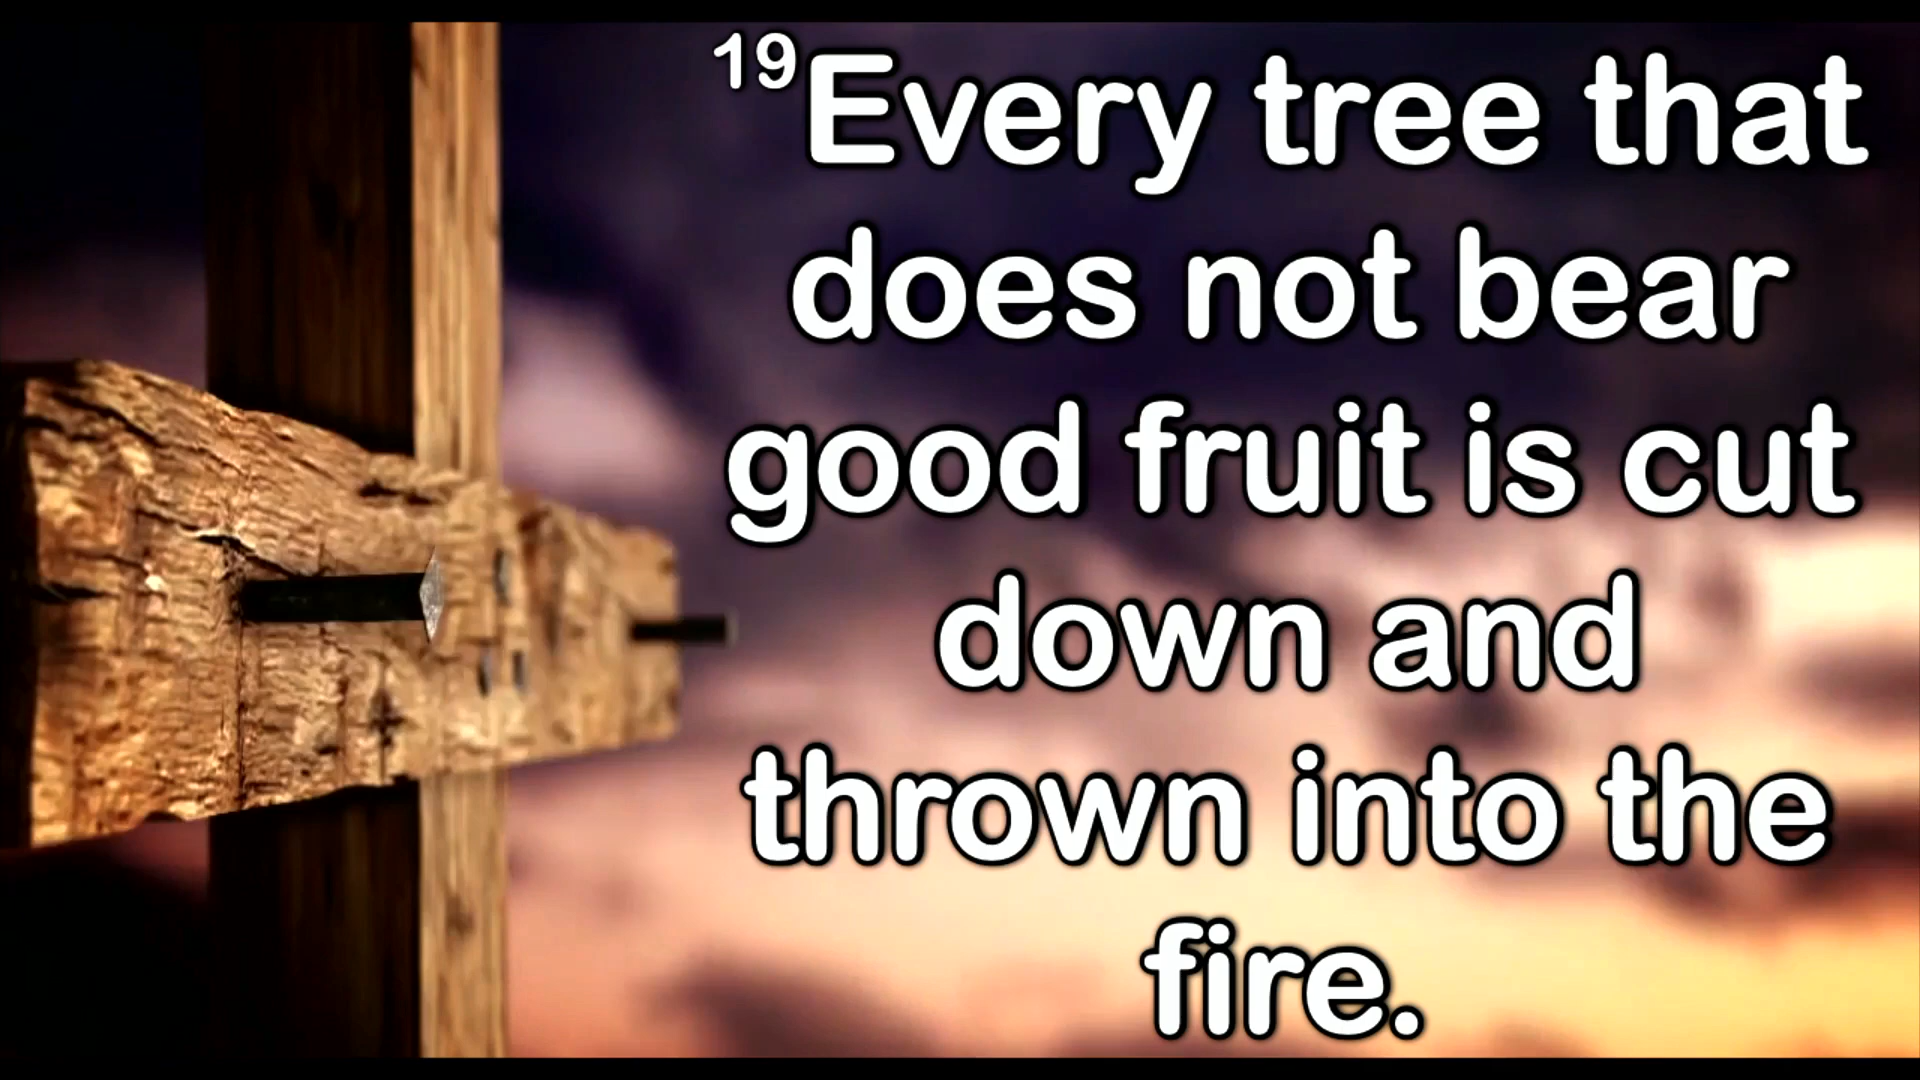 19Every tree that
does not bear
good fruit is cut
down and
thrown into the
fire.